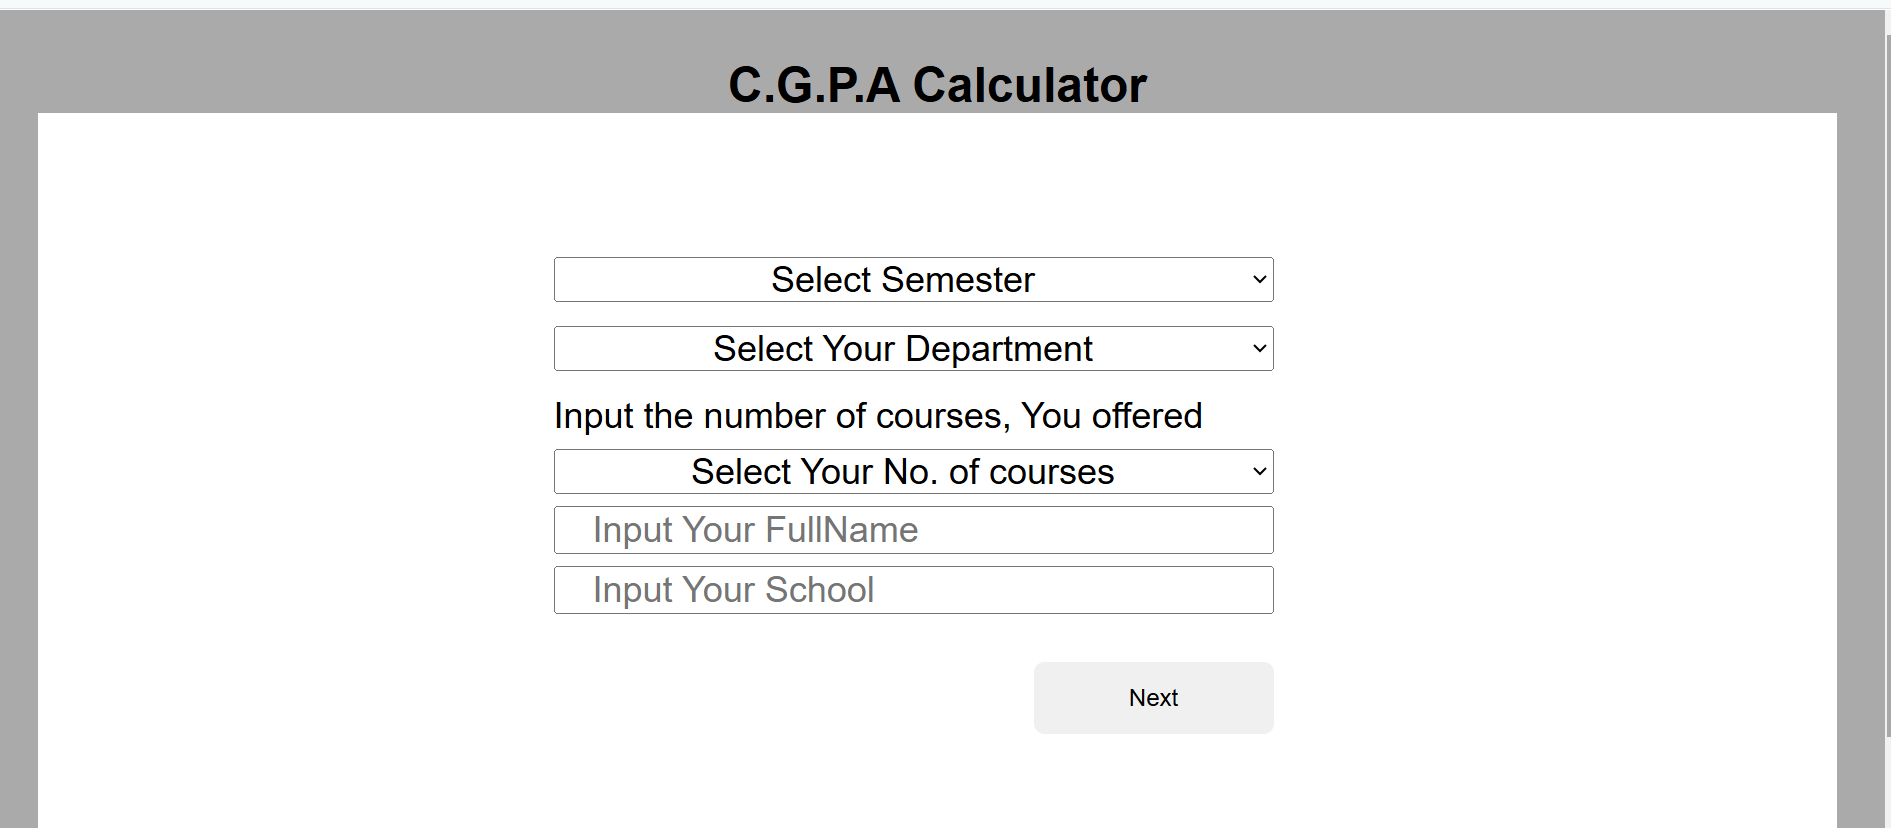 C.G.P.A Calculator
Select Semester
Select Your Department
Input the number of courses, You offered
Select Your No. of courses
Input Your FullName
Input Your School
Next